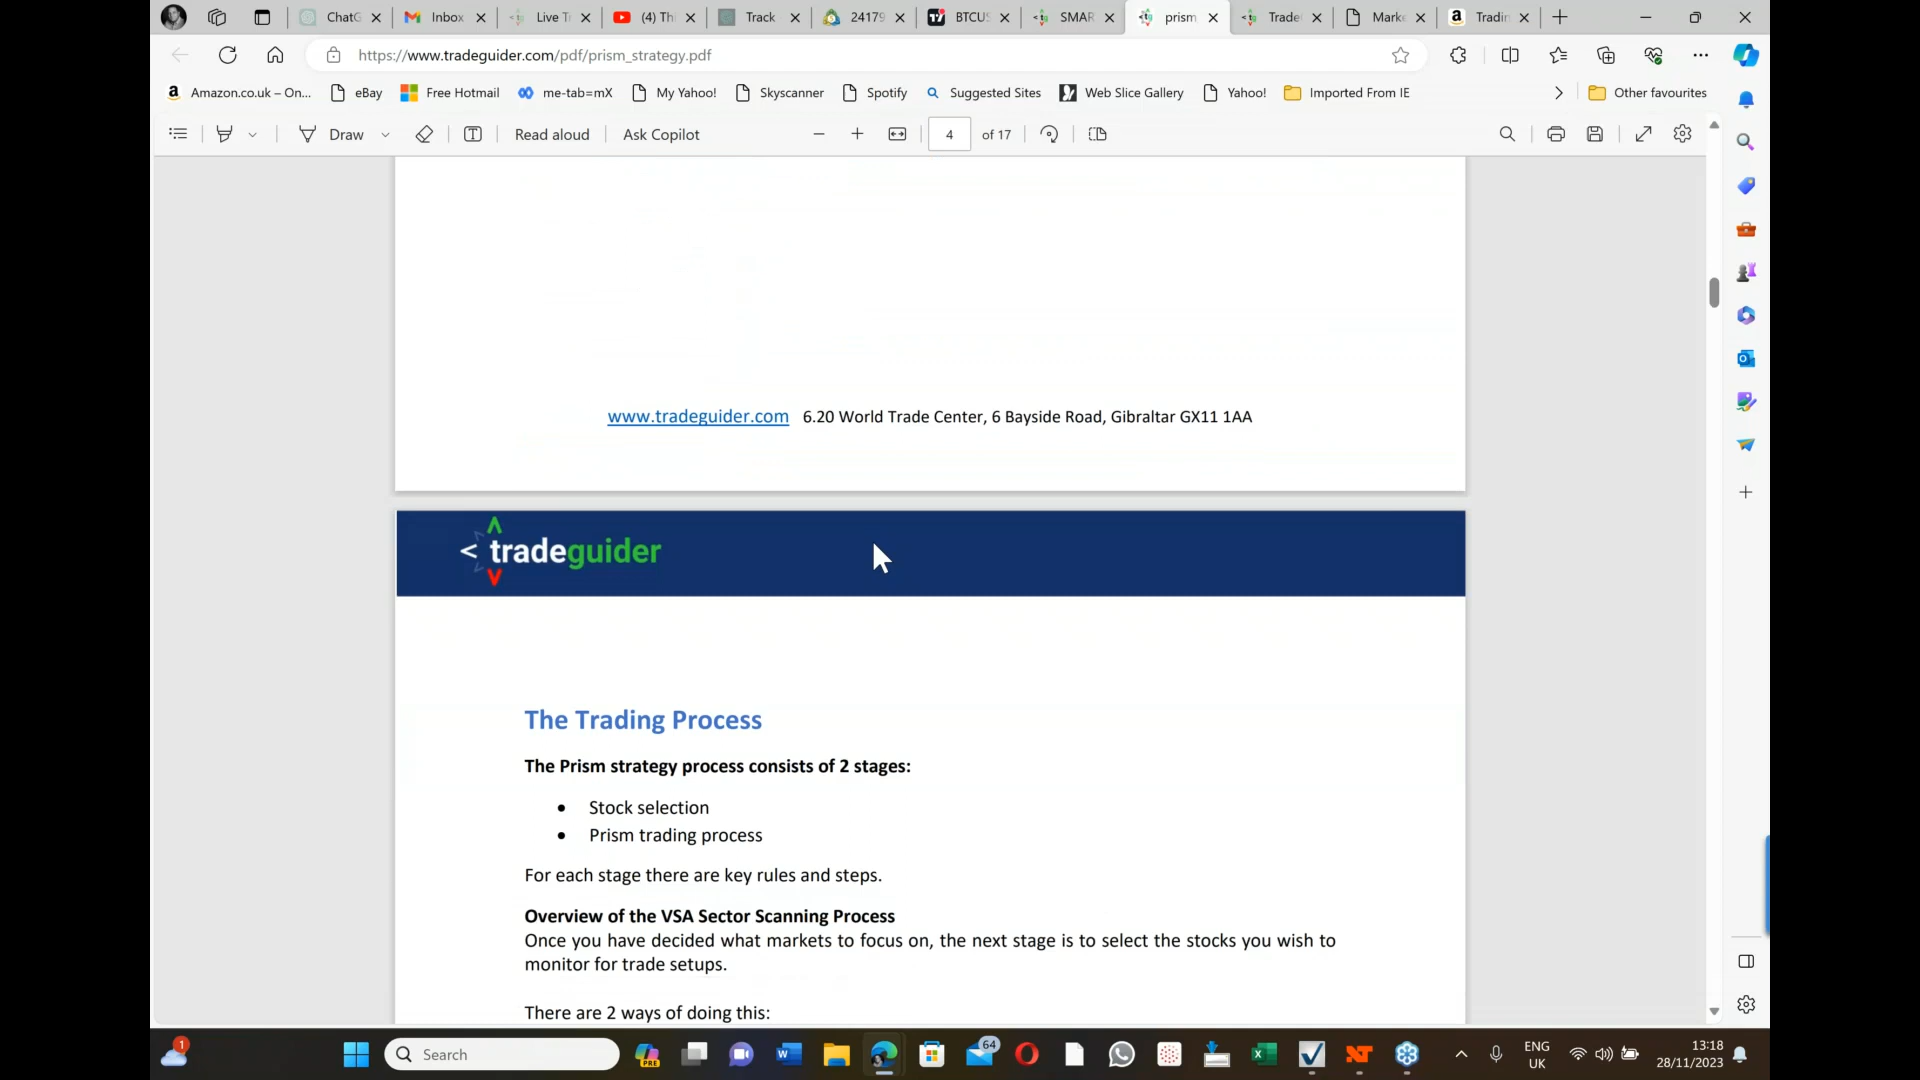 ChatG
Inbox
Live Tr
(4) Thi
Track
24179
BTCUS
SMAR
prism
Trade
Marke
Tradin
https://www.tradeguider.com/pdf/prism_strategy.pdf
Amazon.co.uk – On...
eBay
Free Hotmail
me-tab=mX
My Yahoo!
Skyscanner
Spotify
Suggested Sites
Web Slice Gallery
Yahoo!
Imported From IE
Other favourites
Draw
Read aloud
Ask Copilot
4 of 17
www.tradeguider.com 6.20 World Trade Center, 6 Bayside Road, Gibraltar GX11 1AA
tradeguider
The Trading Process
The Prism strategy process consists of 2 stages:
• Stock selection
• Prism trading process
For each stage there are key rules and steps.
Overview of the VSA Sector Scanning Process
Once you have decided what markets to focus on, the next stage is to select the stocks you wish to
monitor for trade setups.
There are 2 ways of doing this:
1
Search
PRE
64
ENG
UK
13:18
28/11/2023